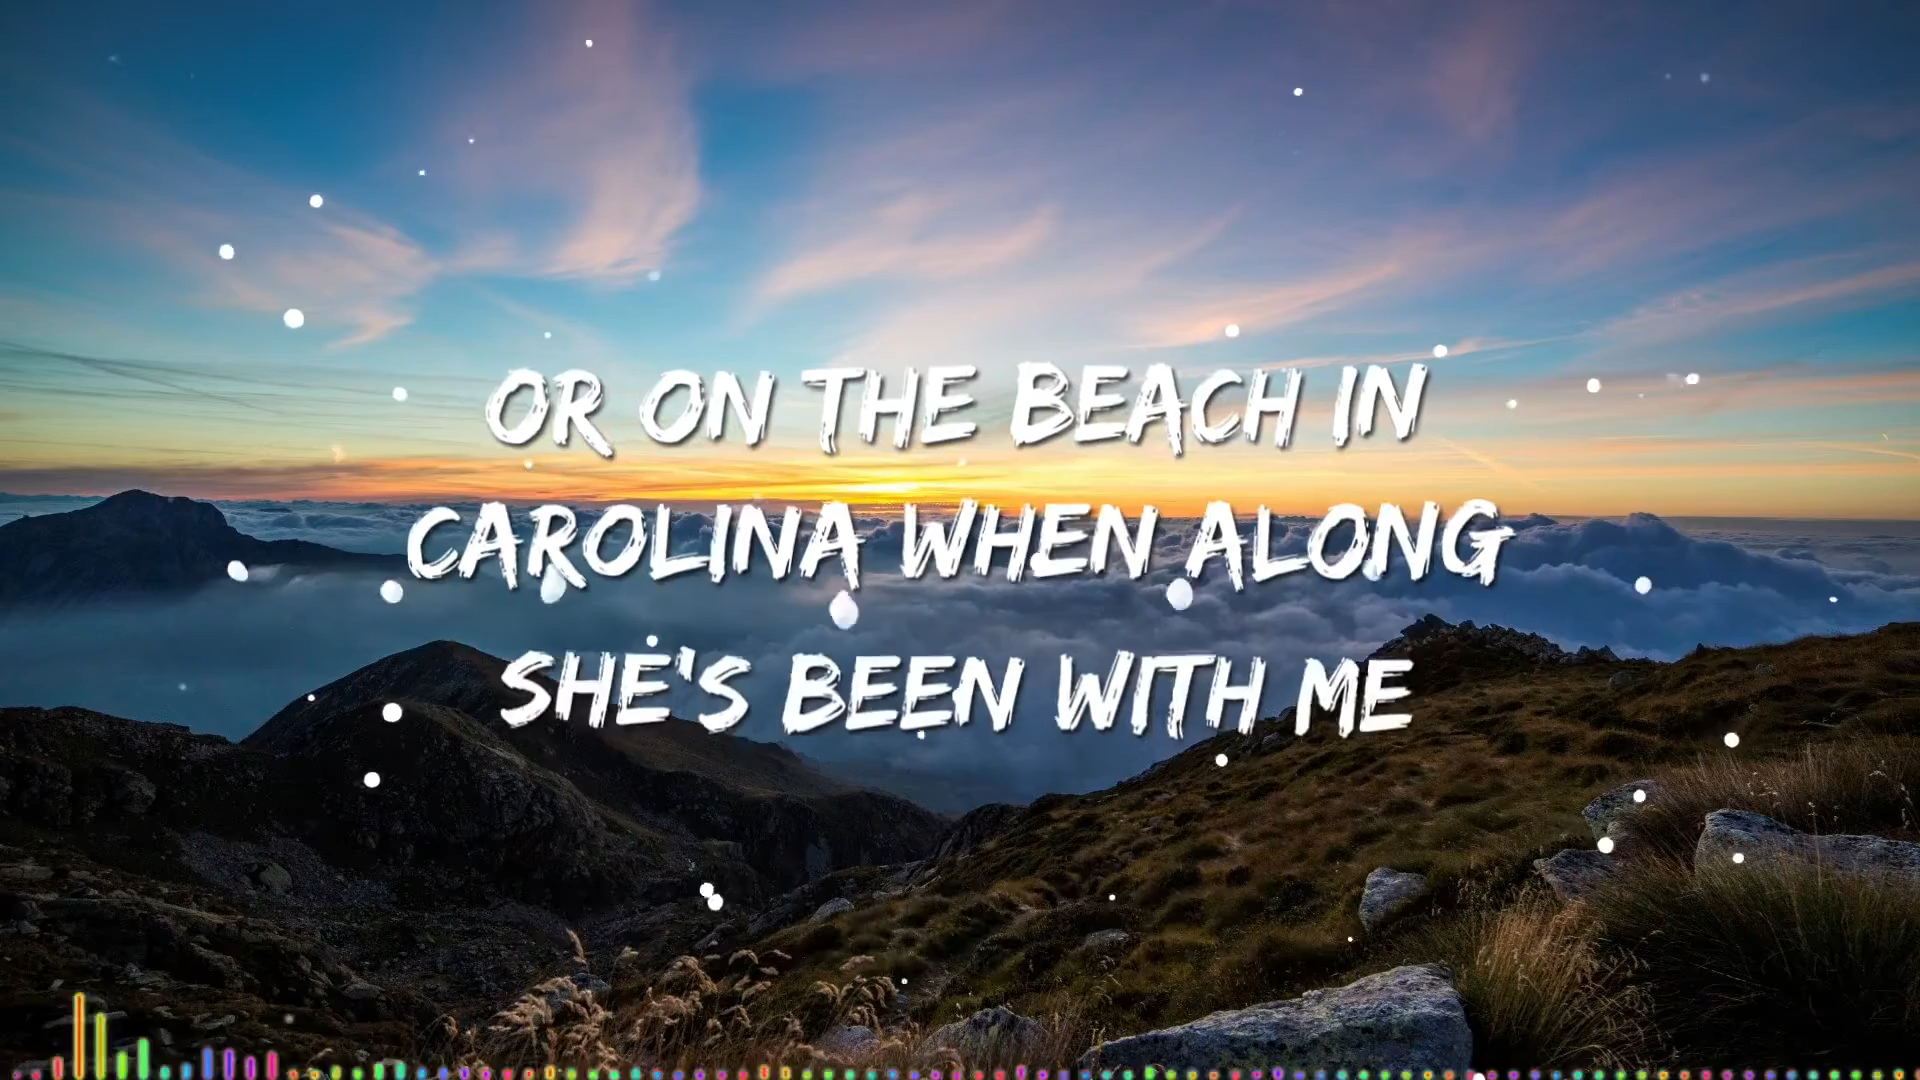 OR ON THE BEACH IN
CAROLINA WHEN ALONG
SHE'S BEEN WITH ME